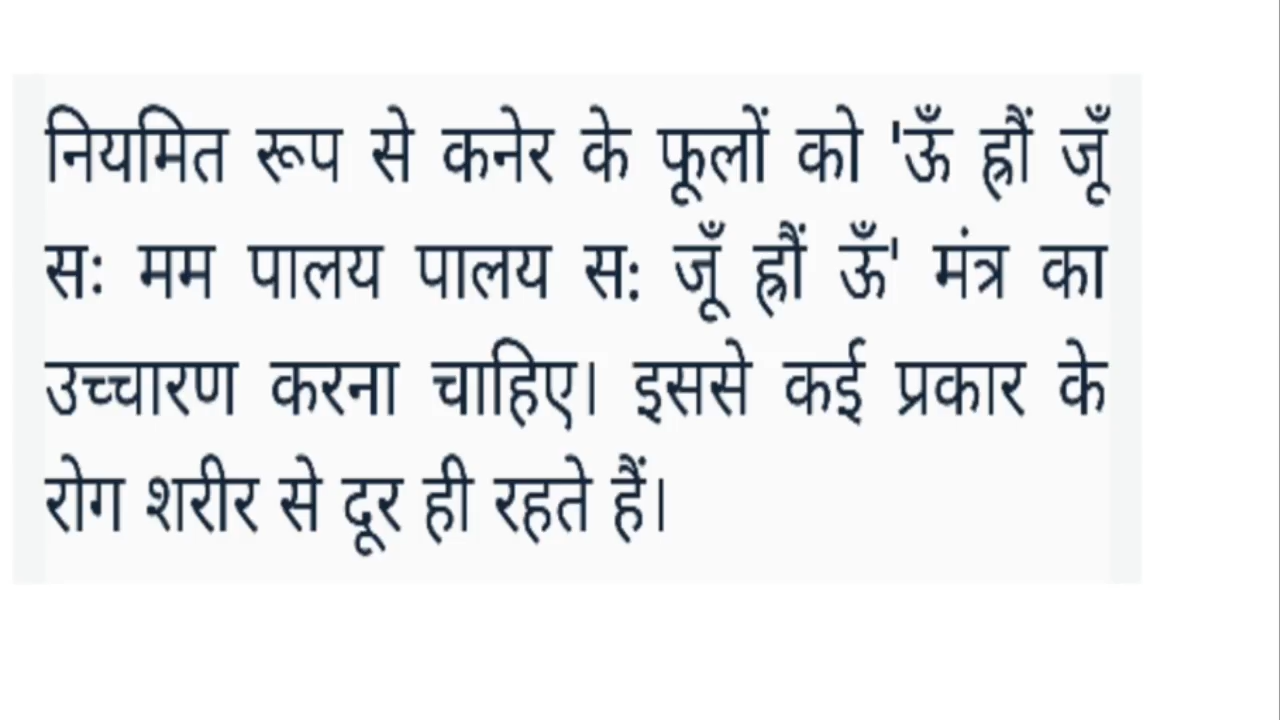 नियमित रूप से कनेर के फूलों को 'ऊँ ह्रौं जूँ
सः मम पालय पालय स: जूँ ह्रौं ऊँ' मंत्र का
उच्चारण करना चाहिए। इससे कई प्रकार के
रोग शरीर से दूर ही रहते हैं।